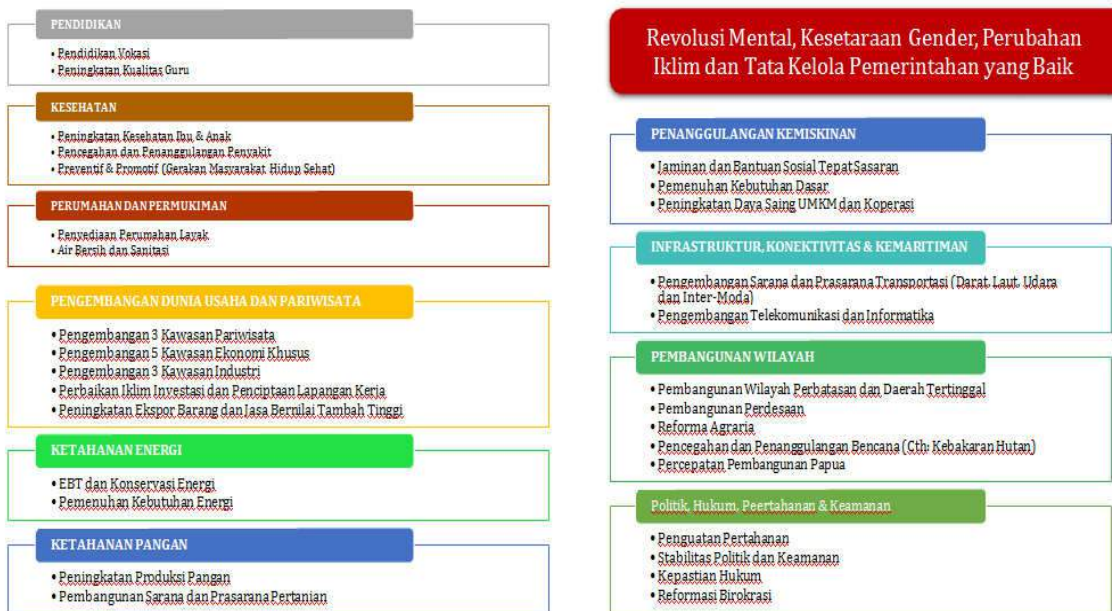 PENDIDIKAN
• Pendidikan Vokasi
• Peningkatan Kualitas Guru
KESEHATAN
• Peningkatan Kesehatan Ibu & Anak
• Pencegahan dan Penanggulangan Penyakit
• Preventif & Promotif (Gerakan Masyarakat Hidup Sehat)
PERUMAHAN DAN PERMUKIMAN
• Penyediaan Perumahan Layak
• Air Bersih dan Sanitasi
PENGEMBANGAN DUNIA USAHA DAN PARIWISATA
• Pengembangan 3 Kawasan Pariwisata
• Pengembangan 5 Kawasan Ekonomi Khusus
• Pengembangan 3 Kawasan Industri
• Perbaikan Iklim Investasi dan Penciptaan Lapangan Kerja
• Peningkatan Ekspor Barang dan Jasa Bernilai Tambah Tinggi
KETAHANAN ENERGI
• EBT dan Konservasi Energi
• Pemenuhan Kebutuhan Energi
KETAHANAN PANGAN
• Peningkatan Produksi Pangan
• Pembangunan Sarana dan Prasarana Pertanian
Revolusi Mental, Kesetaraan Gender, Perubahan
Iklim dan Tata Kelola Pemerintahan yang Baik
PENANGGULANGAN KEMISKINAN
• Jaminan dan Bantuan Sosial Tepat Sasaran
• Pemenuhan Kebutuhan Dasar
• Peningkatan Daya Saing UMKM dan Koperasi
INFRASTRUKTUR, KONEKTIVITAS & KEMARITIMAN
• Pengembangan Sarana dan Prasarana Transportasi (Darat, Laut, Udara
dan Inter-Moda)
• Pengembangan Telekomunikasi dan Informatika
PEMBANGUNAN WILAYAH
• Pembangunan Wilayah Perbatasan dan Daerah Tertinggal
• Pembangunan Perdesaan
• Reforma Agraria
• Pencegahan dan Penanggulangan Bencana (Cth: Kebakaran Hutan)
• Percepatan Pembangunan Papua
Politik, Hukum, Peertahanan & Keamanan
• Penguatan Pertahanan
• Stabilitas Politik dan Keamanan
• Kepastian Hukum
• Reformasi Birokrasi